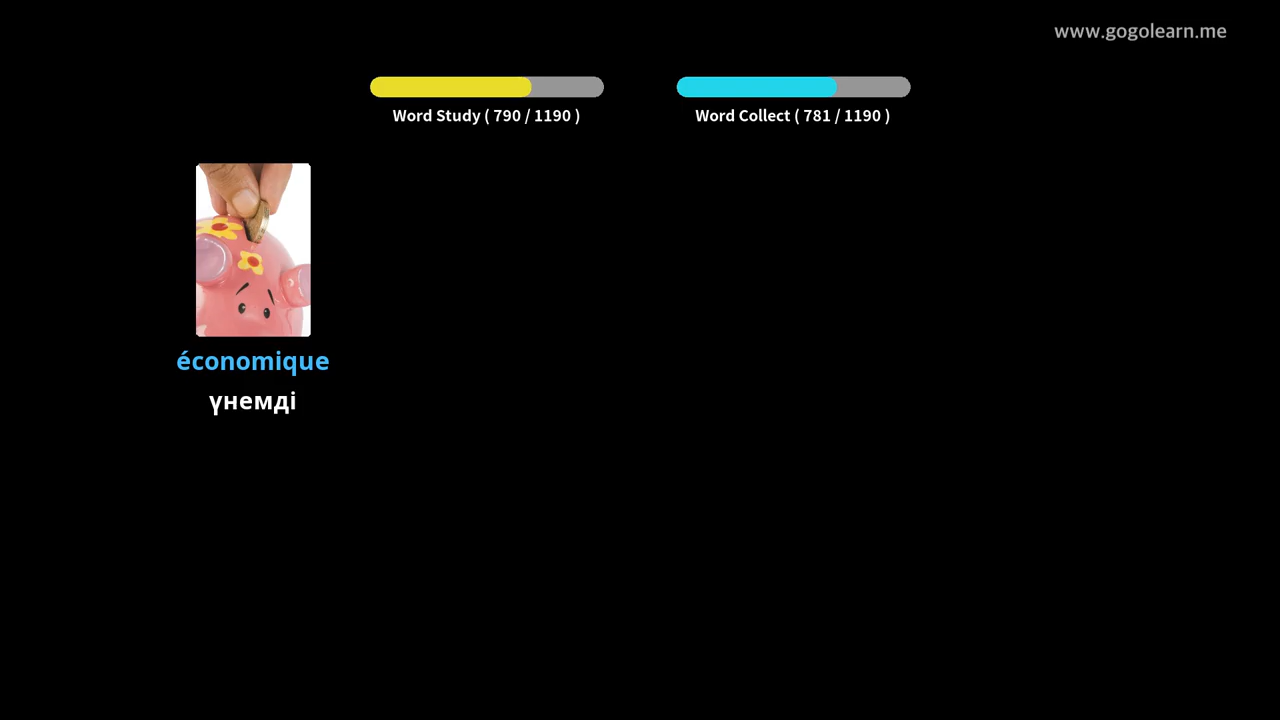 www.gogolearn.me
Word Study ( 790 / 1190 )
Word Collect ( 781 / 1190 )
économique
үнемді